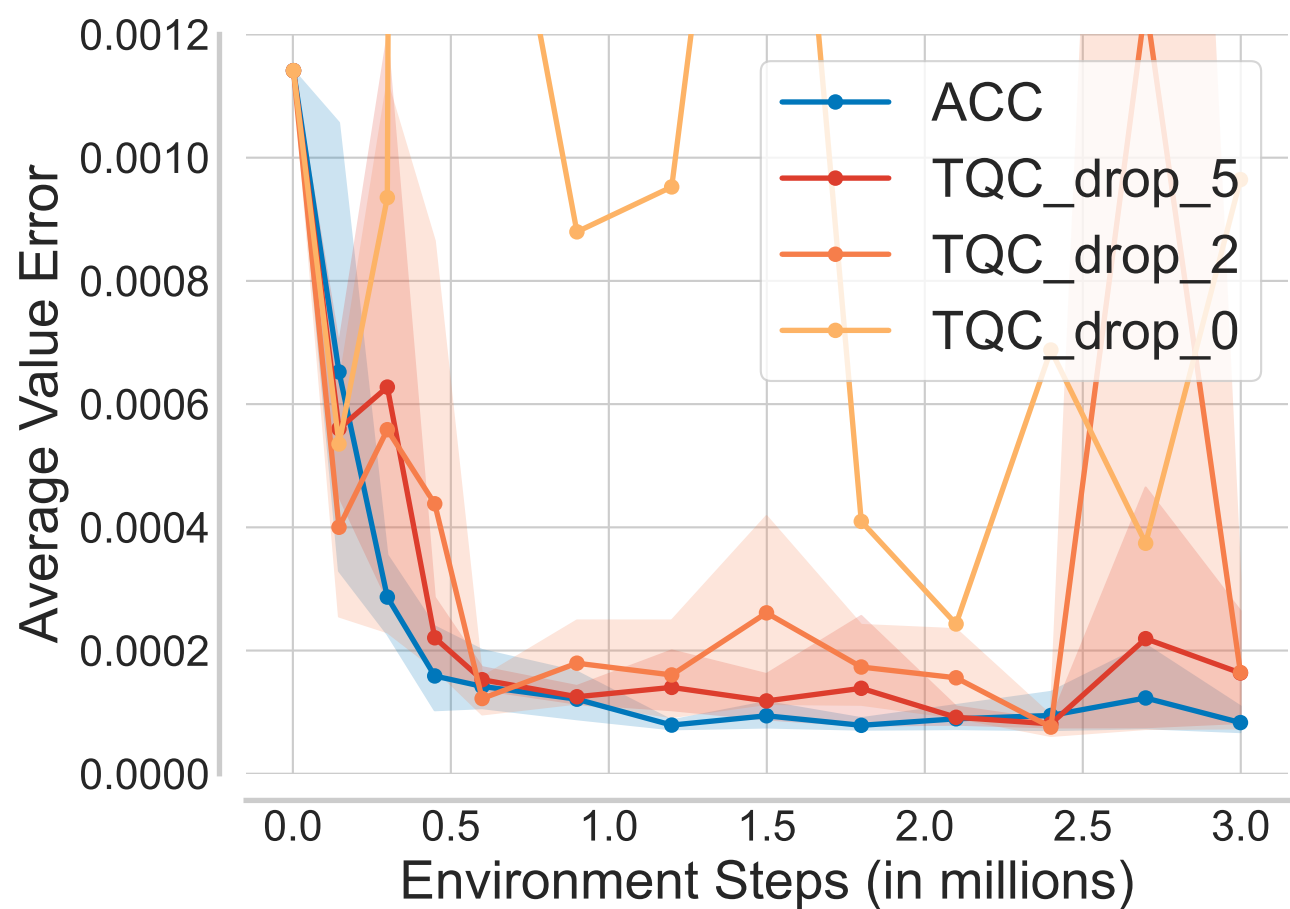 Average Value Error
0.0012
0.0010
0.0008
0.0006
0.0004
0.0002
0.0000
ACC
TQC_drop_5
TQC_drop_2
TQC_drop_0
0.0 0.5 1.0 1.5 2.0 2.5 3.0
Environment Steps (in millions)